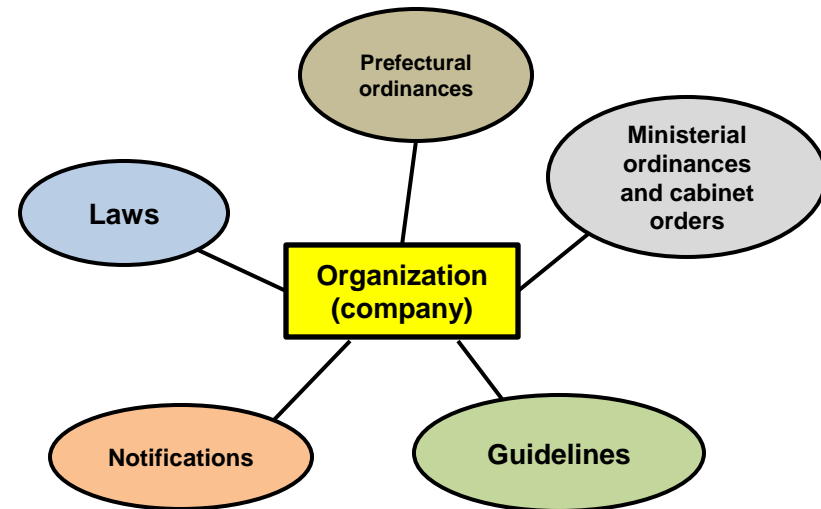 Prefectural
ordinances
Ministerial
ordinances
and cabinet
orders
Laws
Organization
(company)
Notifications
Guidelines